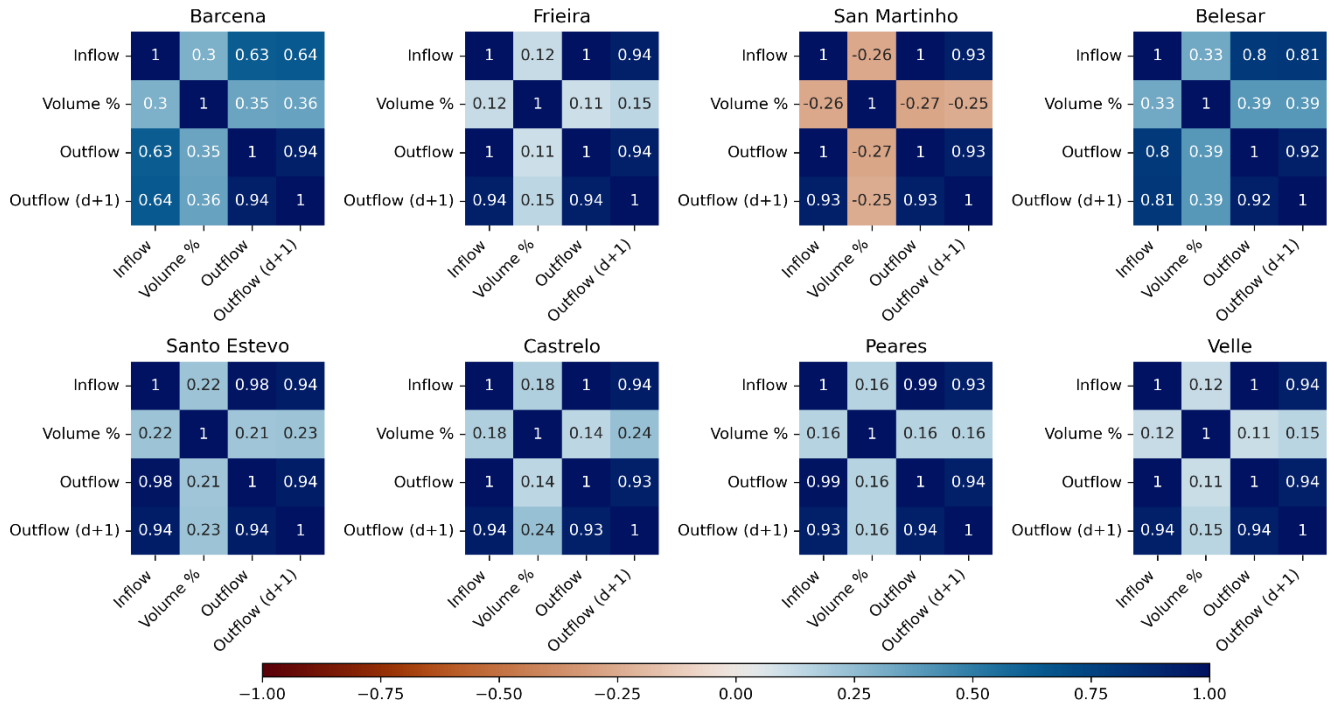 Barcena Frieira San Martinho Belesar
Inflow 1 0.3 0.63 0.64 Inflow 1 0.12 1 0.94 Inflow 1 -0.26 1 0.93 Inflow 1 0.33 0.8 0.81
Volume % 0.3 1 0.35 0.36 Volume % 0.12 1 0.11 0.15 Volume % -0.26 1 -0.27 -0.25 Volume % 0.33 1 0.39 0.39
Outflow 0.63 0.35 1 0.94 Outflow 1 0.11 1 0.94 Outflow 1 -0.27 1 0.93 Outflow 0.8 0.39 1 0.92
Outflow (d+1) 0.64 0.36 0.94 1 Outflow (d+1) 0.94 0.15 0.94 1 Outflow (d+1) 0.93 -0.25 0.93 1 Outflow (d+1) 0.81 0.39 0.92 1
Inflow Volume % Outflow Outflow (d+1) Inflow Volume % Outflow Outflow (d+1) Inflow Volume % Outflow Outflow (d+1) Inflow Volume % Outflow Outflow (d+1)
Santo Estevo Castrelo Peares Velle
Inflow 1 0.22 0.98 0.94 Inflow 1 0.18 1 0.94 Inflow 1 0.16 0.99 0.93 Inflow 1 0.12 1 0.94
Volume % 0.22 1 0.21 0.23 Volume % 0.18 1 0.14 0.24 Volume % 0.16 1 0.16 0.16 Volume % 0.12 1 0.11 0.15
Outflow 0.98 0.21 1 0.94 Outflow 1 0.14 1 0.93 Outflow 0.99 0.16 1 0.94 Outflow 1 0.11 1 0.94
Outflow (d+1) 0.94 0.23 0.94 1 Outflow (d+1) 0.94 0.24 0.93 1 Outflow (d+1) 0.93 0.16 0.94 1 Outflow (d+1) 0.94 0.15 0.94 1
Inflow Volume % Outflow Outflow (d+1) Inflow Volume % Outflow Outflow (d+1) Inflow Volume % Outflow Outflow (d+1) Inflow Volume % Outflow Outflow (d+1)
−1.00 −0.75 −0.50 −0.25 0.00 0.25 0.50 0.75 1.00